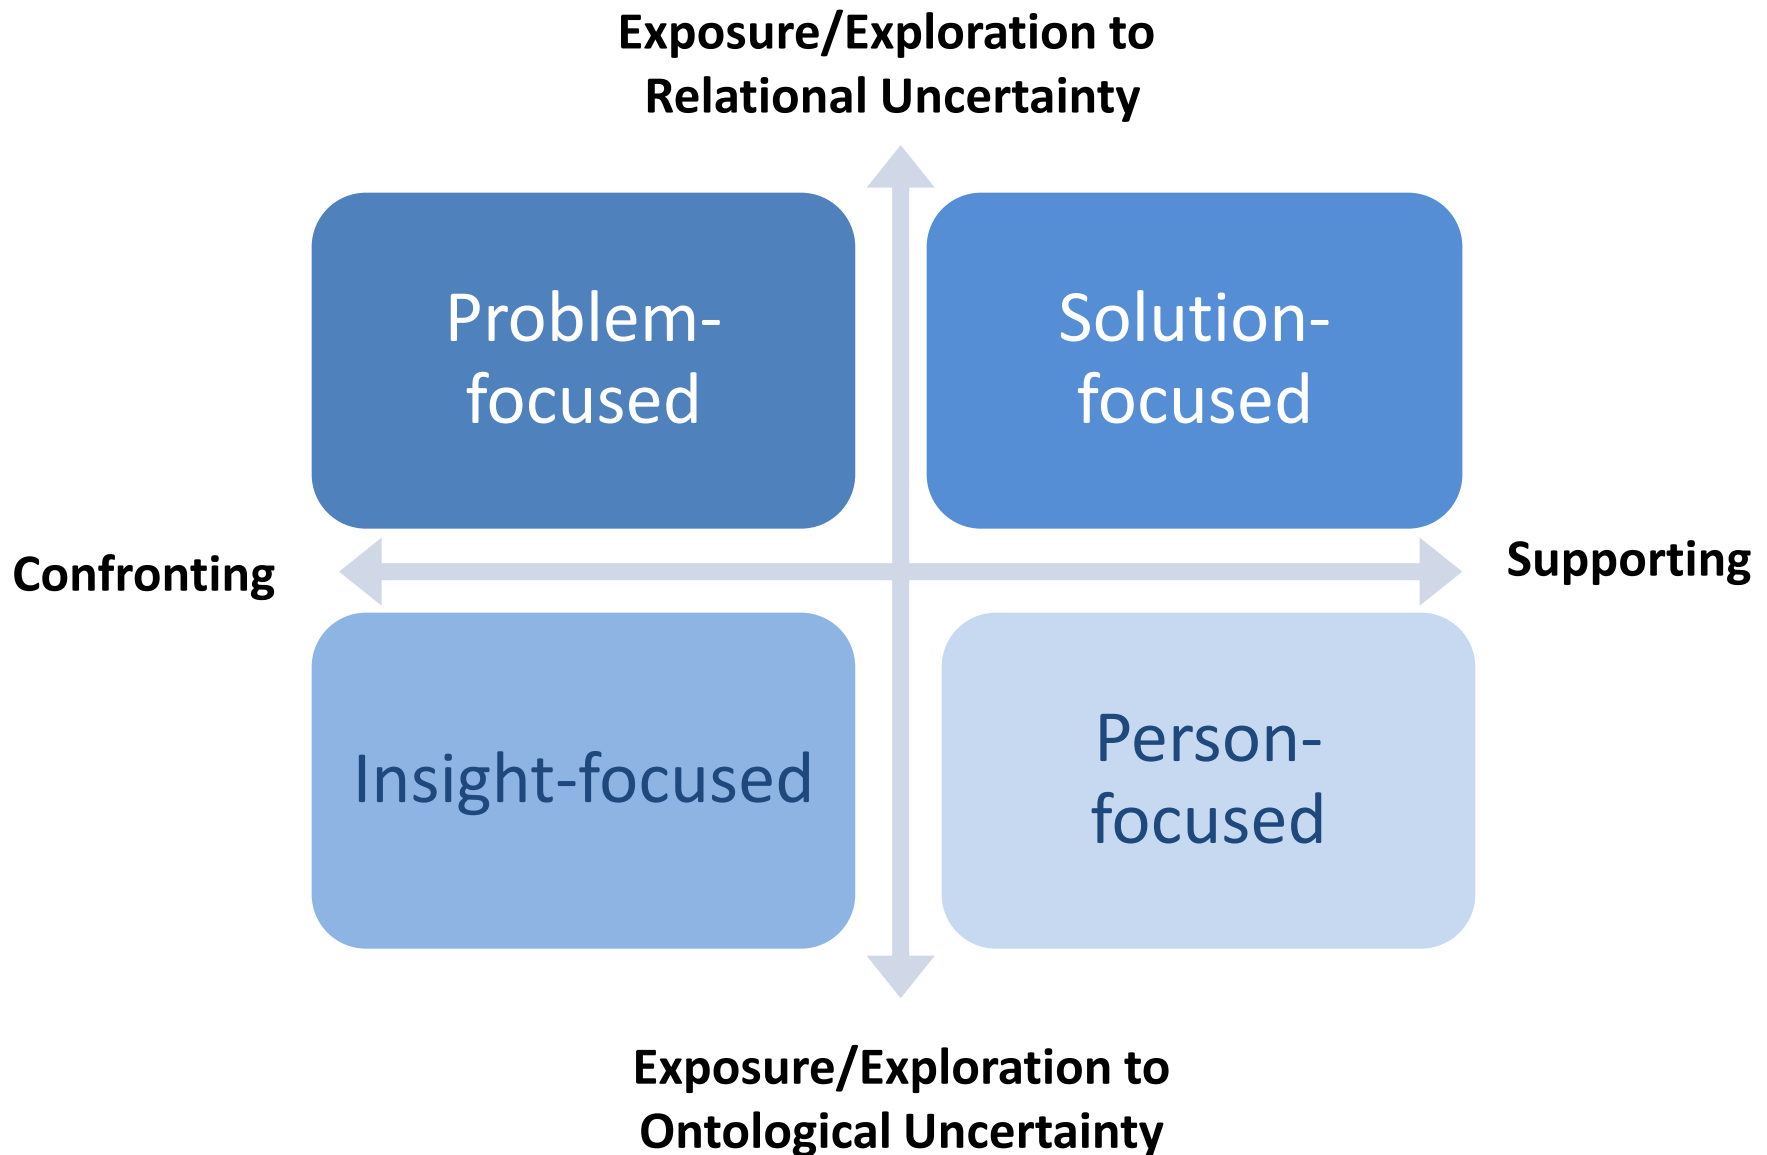 Exposure/Exploration to
Relational Uncertainty
Problem-
focused
Solution-
focused
Confronting
Supporting
Insight-focused
Person-
focused
Exposure/Exploration to
Ontological Uncertainty